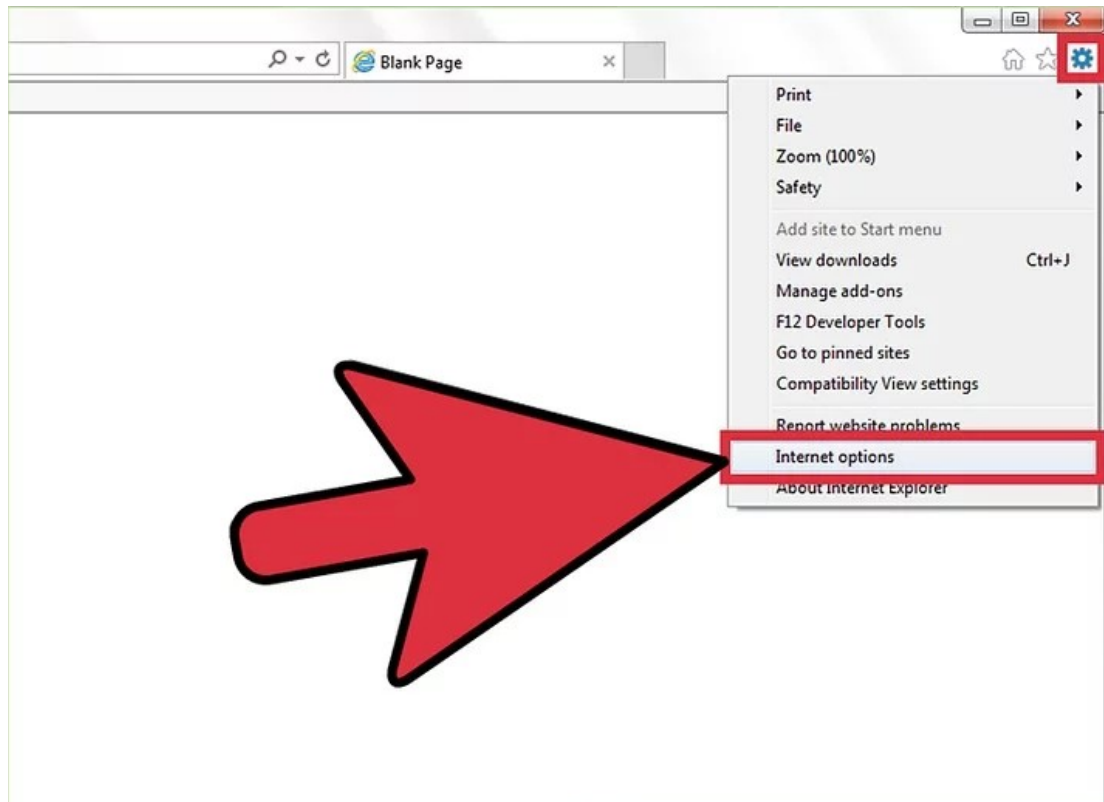 Blank Page
Print
File
Zoom (100%)
Safety
Add site to Start menu
View downloads Ctrl+J
Manage add-ons
F12 Developer Tools
Go to pinned sites
Compatibility View settings
Report website problems
Internet options
About Internet Explorer